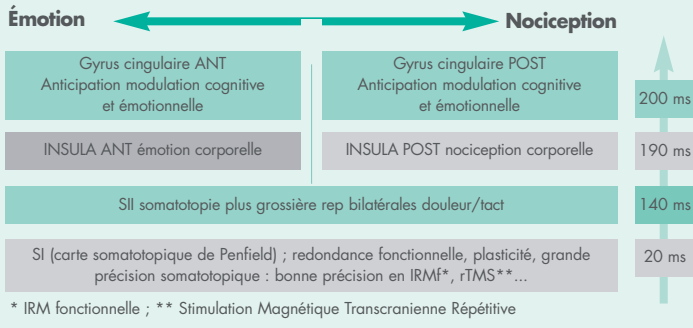 Émotion
Nociception
Gyrus cingulaire ANT
Anticipation modulation cognitive
et émotionnelle
Gyrus cingulaire POST
Anticipation modulation cognitive
et émotionnelle
200 ms
INSULA ANT émotion corporelle
INSULA POST nociception corporelle
190 ms
SII somatotopie plus grossière rep bilatérales douleur/tact
140 ms
SI (carte somatotopique de Penfield) ; redondance fonctionnelle, plasticité, grande
précision somatotopique : bonne précision en IRMf*, rTMS**...
20 ms
* IRM fonctionnelle ; ** Stimulation Magnétique Transcranienne Répétitive